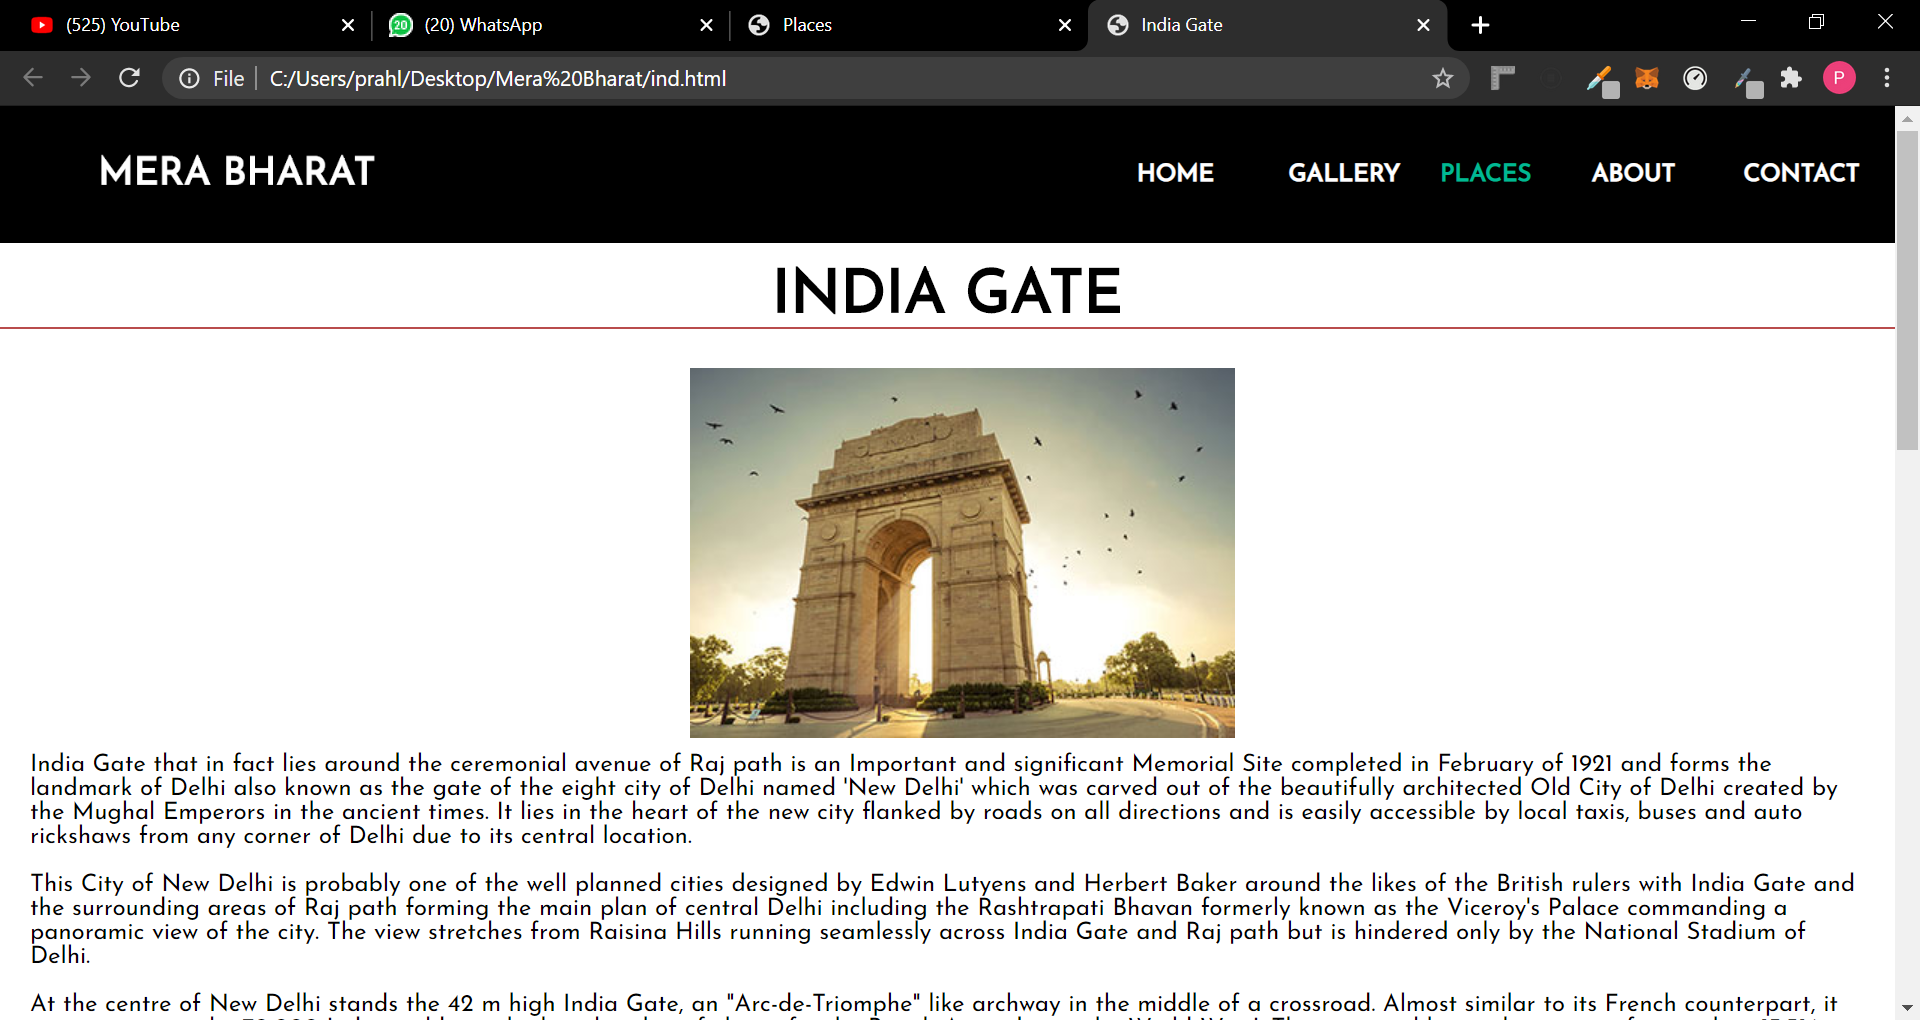 (525) YouTube
(20) WhatsApp
Places
India Gate
File
C:/Users/prahl/Desktop/Mera%20Bharat/ind.html
P
20
MERA BHARAT
HOME
GALLERY
PLACES
ABOUT
CONTACT
INDIA GATE
India Gate that in fact lies around the ceremonial avenue of Raj path is an Important and significant Memorial Site completed in February of 1921 and forms the
landmark of Delhi also known as the gate of the eight city of Delhi named 'New Delhi' which was carved out of the beautifully architected Old City of Delhi created by
the Mughal Emperors in the ancient times. It lies in the heart of the new city flanked by roads on all directions and is easily accessible by local taxis, buses and auto
rickshaws from any corner of Delhi due to its central location.
This City of New Delhi is probably one of the well planned cities designed by Edwin Lutyens and Herbert Baker around the likes of the British rulers with India Gate and
the surrounding areas of Raj path forming the main plan of central Delhi including the Rashtrapati Bhavan formerly known as the Viceroy's Palace commanding a
panoramic view of the city. The view stretches from Raisina Hills running seamlessly across India Gate and Raj path but is hindered only by the National Stadium of
Delhi.
At the centre of New Delhi stands the 42 m high India Gate, an "Arc-de-Triomphe" like archway in the middle of a crossroad. Almost similar to its French counterpart, it